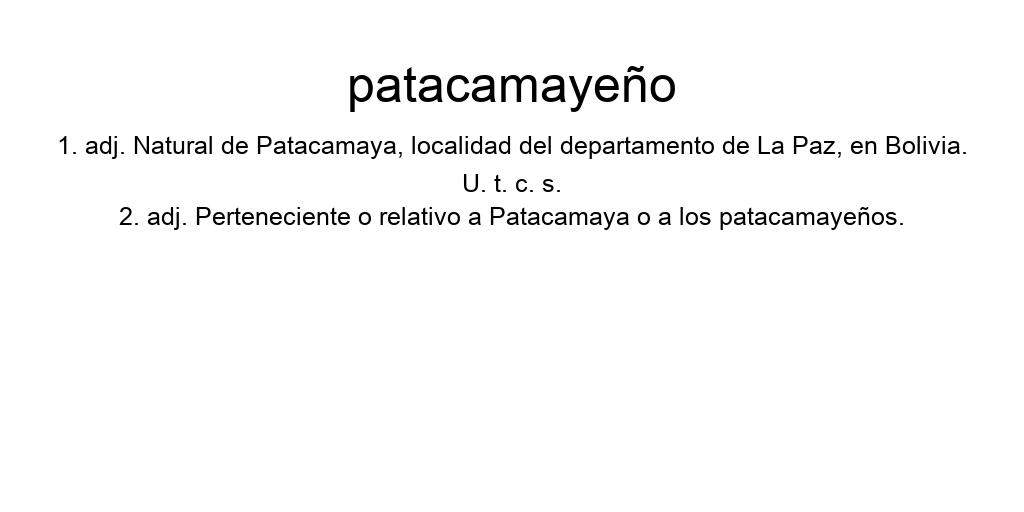 patacamayeño
1. adj. Natural de Patacamaya, localidad del departamento de La Paz, en Bolivia.
U. t. c. s.
2. adj. Perteneciente o relativo a Patacamaya o a los patacamayeños.